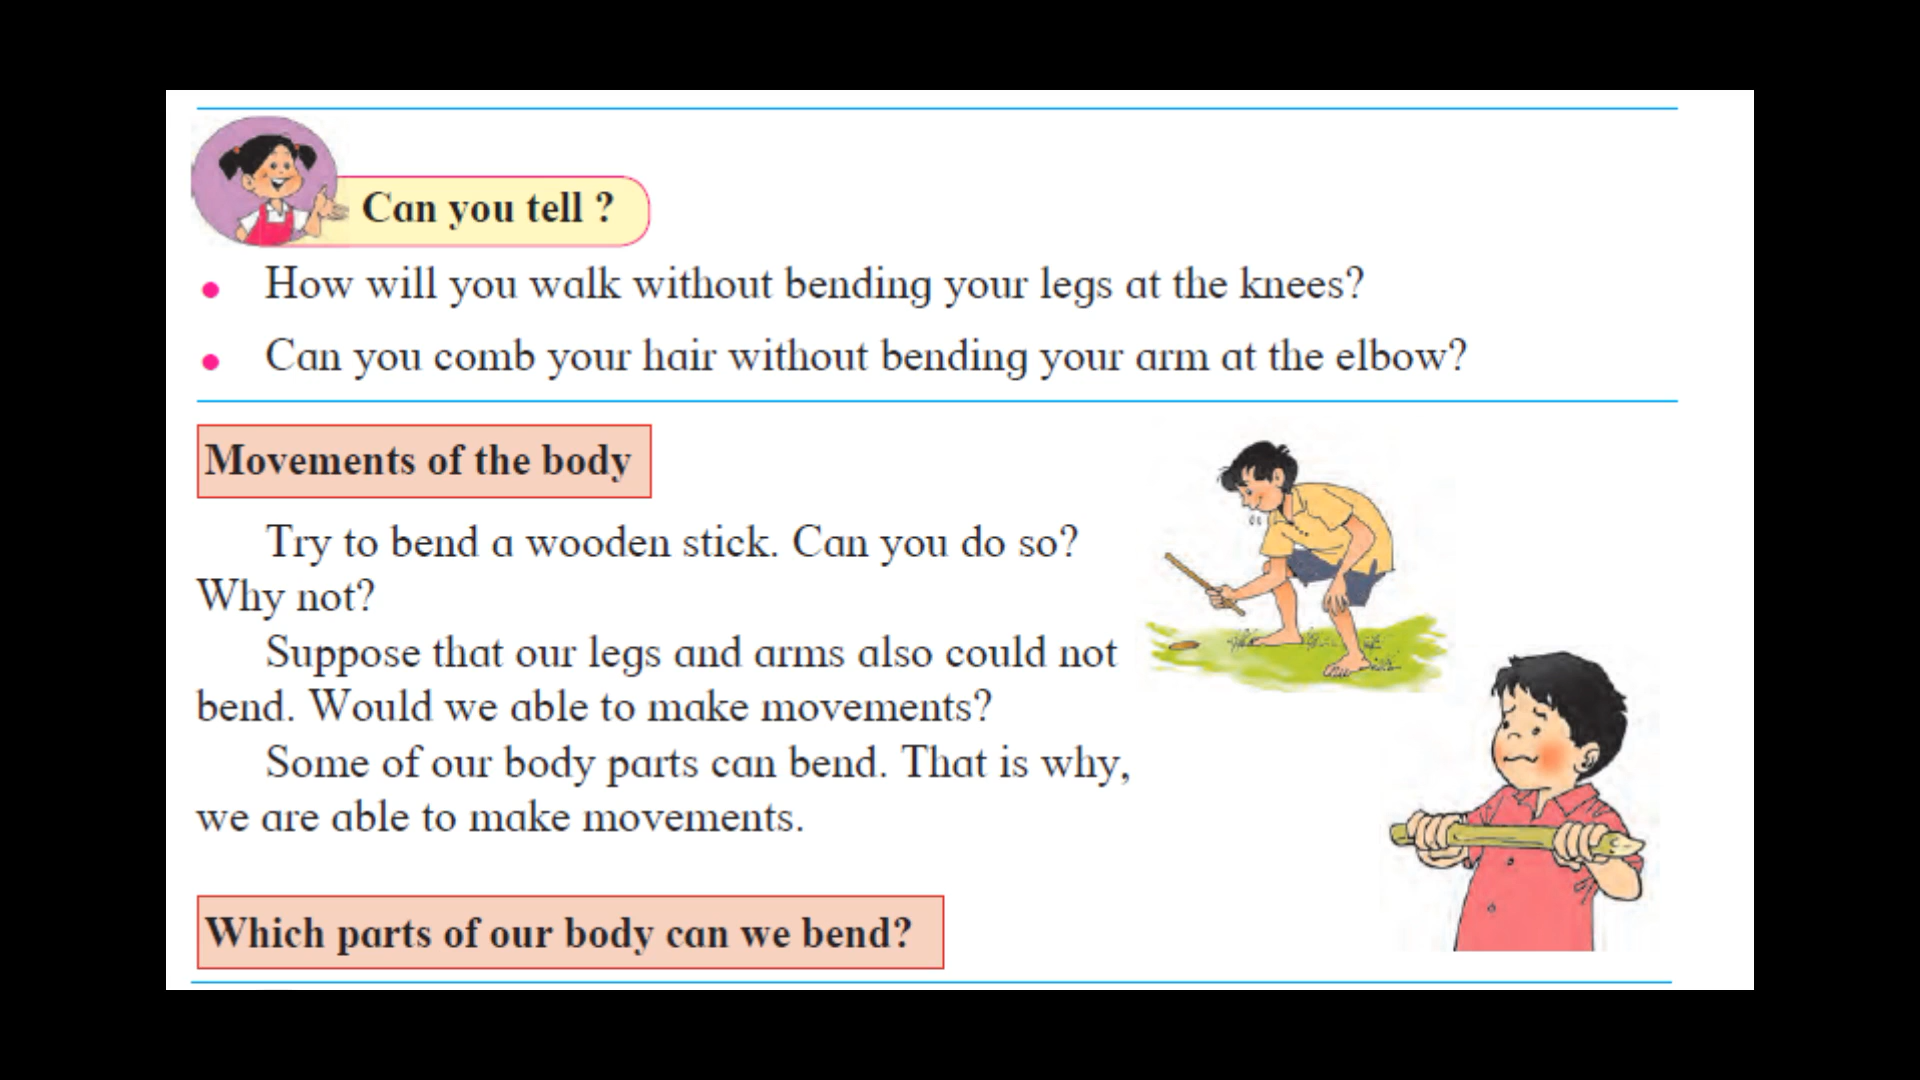 Can you tell ?
• How will you walk without bending your legs at the knees?
• Can you comb your hair without bending your arm at the elbow?
Movements of the body
Try to bend a wooden stick. Can you do so?
Why not?
Suppose that our legs and arms also could not
bend. Would we able to make movements?
Some of our body parts can bend. That is why,
we are able to make movements.
Which parts of our body can we bend?